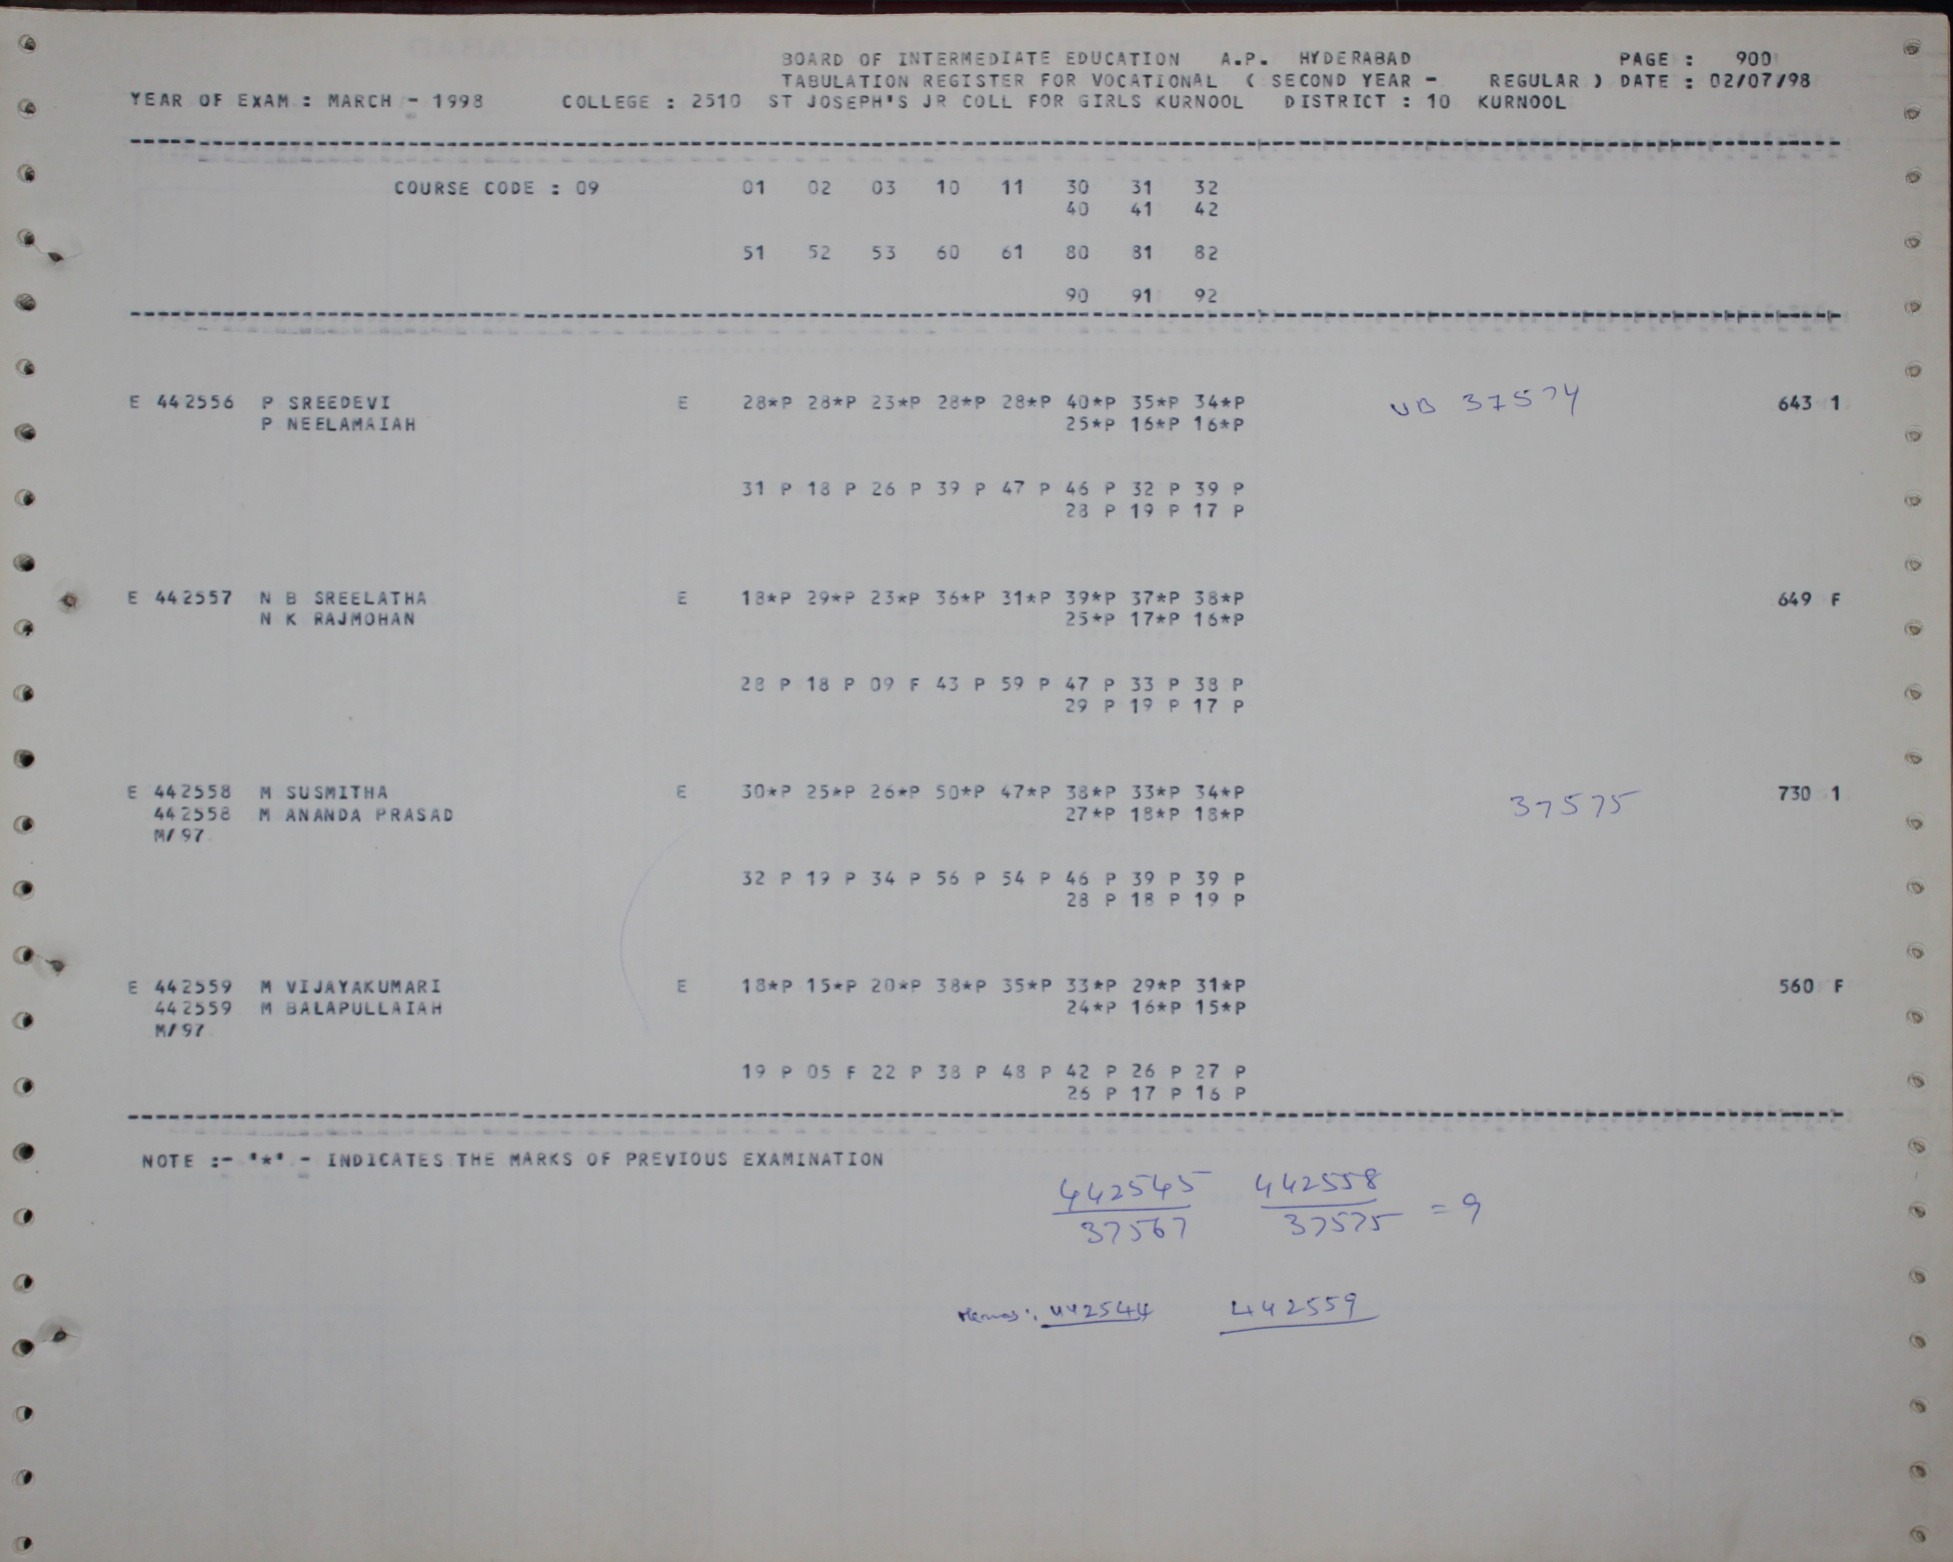 BOARD OF INTERMEDIATE EDUCATION A.P. HYDERABAD PAGE : 900
TABULATION REGISTER FOR VOCATIONAL ( SECOND YEAR - REGULAR ) DATE : 02/07/98
YEAR OF EXAM : MARCH - 1998 COLLEGE : 2510 ST JOSEPH'S JR COLL FOR GIRLS KURNOOL DISTRICT : 10 KURNOOL
COURSE CODE : 09 01 02 03 10 11 30 31 32
40 41 42
51 52 53 60 61 80 81 82
90 91 92
E 442556 P SREEDEVI E 28*P 28*P 23*P 28*P 28*P 40*P 35*P 34*P UB 37574 643 1
P NEELAMAIAH 25*P 16*P 16*P
31 P 18 P 26 P 39 P 47 P 46 P 32 P 39 P
28 P 19 P 17 P
E 442557 N B SREELATHA E 18*P 29*P 23*P 36*P 31*P 39*P 37*P 38*P 649 F
N K RAJMOHAN 25*P 17*P 16*P
28 P 18 P 09 F 43 P 59 P 47 P 33 P 38 P
29 P 19 P 17 P
E 442558 M SUSMITHA E 30*P 25*P 26*P 50*P 47*P 38*P 33*P 34*P 37575 730 1
442558 M ANANDA PRASAD 27*P 18*P 18*P
M/97
32 P 19 P 34 P 56 P 54 P 46 P 39 P 39 P
28 P 18 P 19 P
E 442559 M VIJAYAKUMARI E 18*P 15*P 20*P 38*P 35*P 33*P 29*P 31*P 560 F
442559 M BALAPULLAIAH 24*P 16*P 15*P
M/97
19 P 05 F 22 P 38 P 48 P 42 P 26 P 27 P
26 P 17 P 16 P
NOTE :- '*' - INDICATES THE MARKS OF PREVIOUS EXAMINATION
442545 442558
37567 37575 = 9
442544 442559